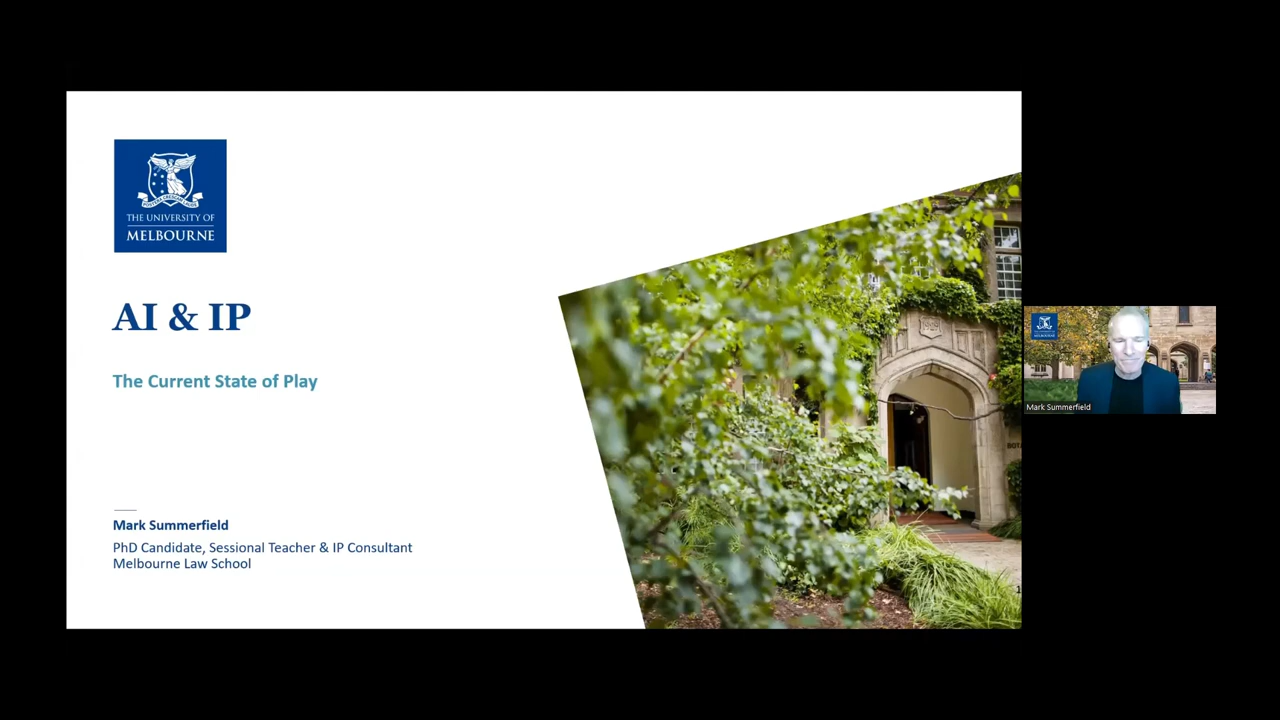 THE UNIVERSITY OF
MELBOURNE
AI & IP
The Current State of Play
Mark Summerfield
PhD Candidate, Sessional Teacher & IP Consultant
Melbourne Law School
1
Mark Summerfield